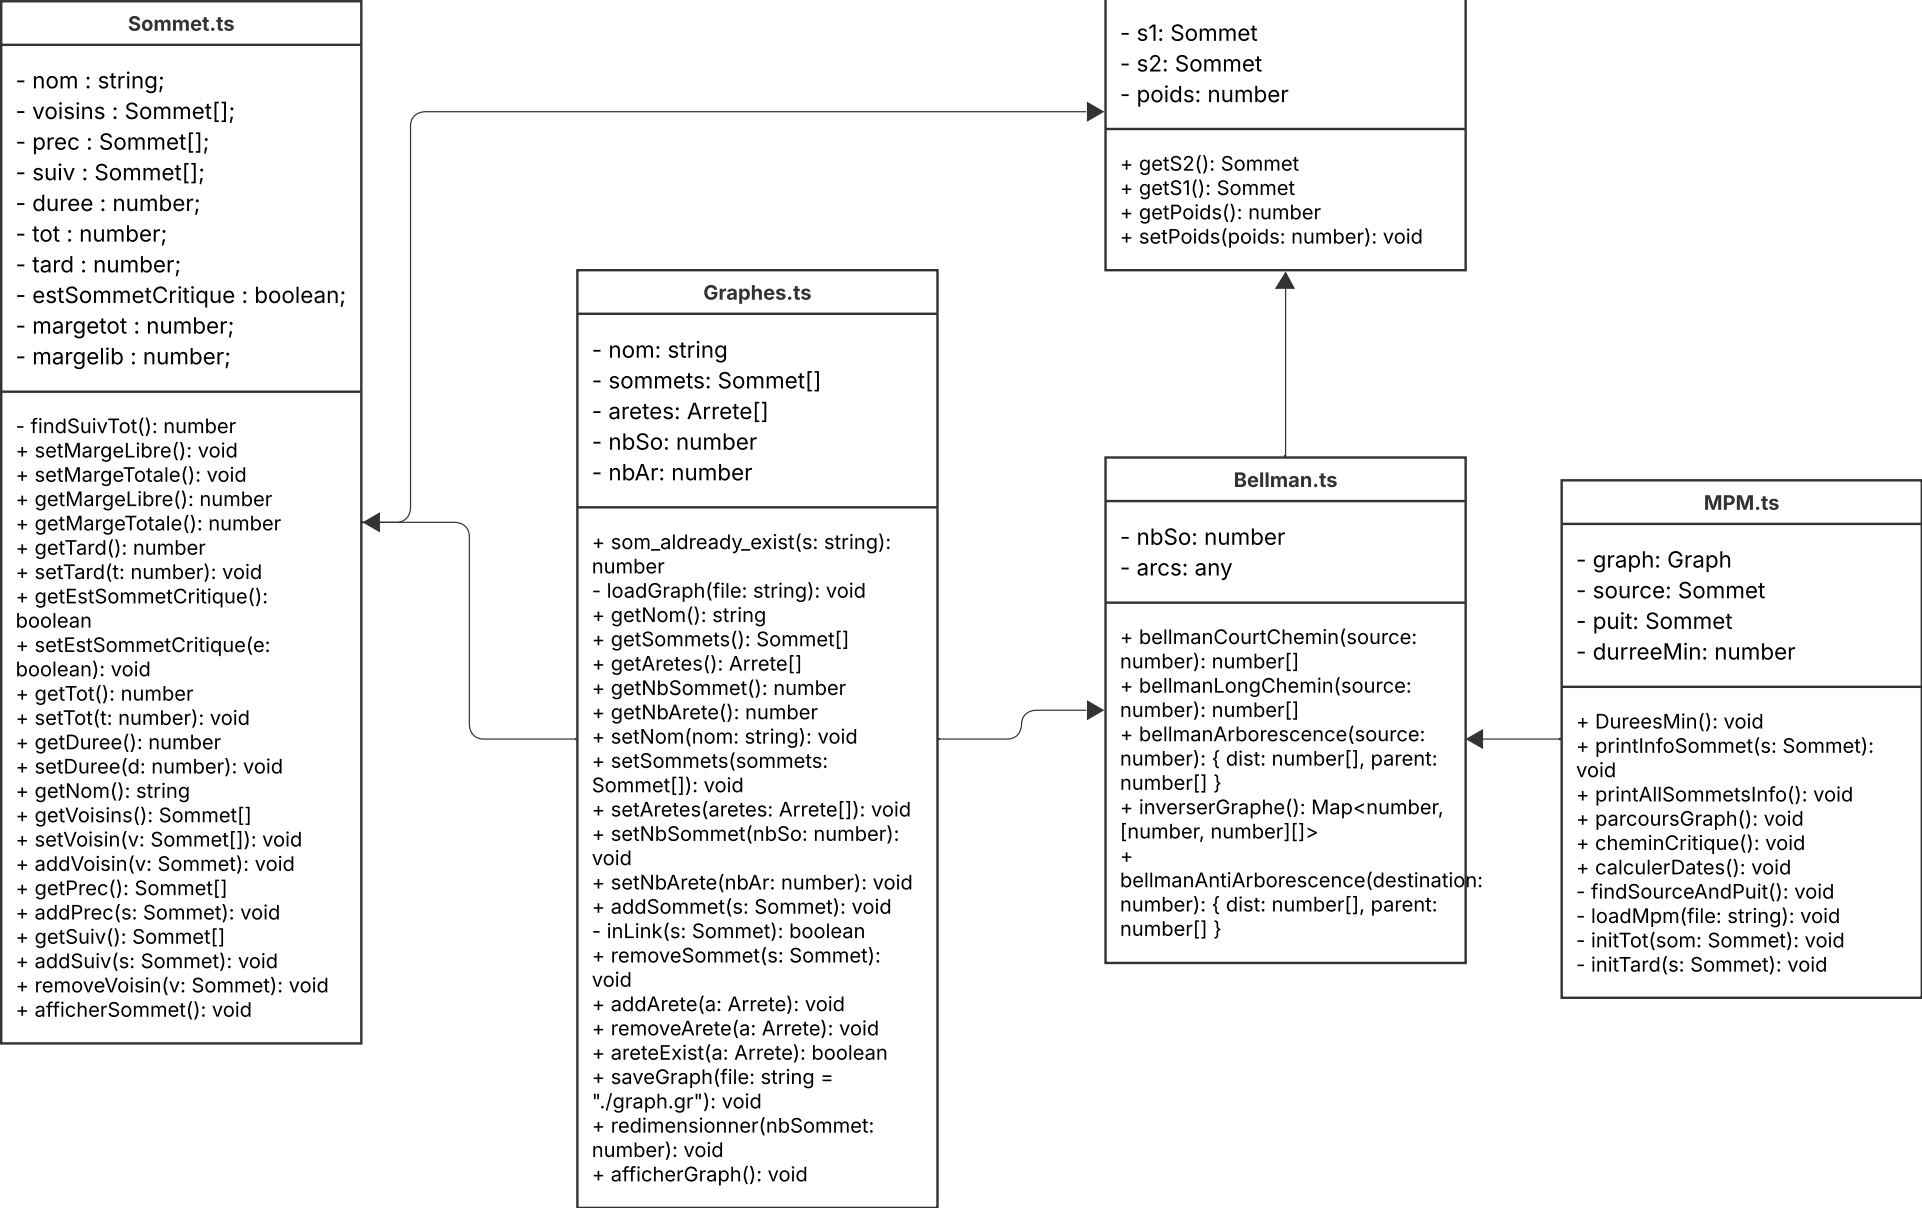 Sommet.ts
- nom : string;
- voisins : Sommet[];
- prec : Sommet[];
- suiv : Sommet[];
- duree : number;
- tot : number;
- tard : number;
- estSommetCritique : boolean;
- margetot : number;
- margelib : number;
- findSuivTot(): number
+ setMargeLibre(): void
+ setMargeTotale(): void
+ getMargeLibre(): number
+ getMargeTotale(): number
+ getTard(): number
+ setTard(t: number): void
+ getEstSommetCritique():
boolean
+ setEstSommetCritique(e:
boolean): void
+ getTot(): number
+ setTot(t: number): void
+ getDuree(): number
+ setDuree(d: number): void
+ getNom(): string
+ getVoisins(): Sommet[]
+ setVoisin(v: Sommet[]): void
+ addVoisin(v: Sommet): void
+ getPrec(): Sommet[]
+ addPrec(s: Sommet): void
+ getSuiv(): Sommet[]
+ addSuiv(s: Sommet): void
+ removeVoisin(v: Sommet): void
+ afficherSommet(): void
Graphes.ts
- nom: string
- sommets: Sommet[]
- aretes: Arrete[]
- nbSo: number
- nbAr: number
+ som_aldready_exist(s: string):
number
- loadGraph(file: string): void
+ getNom(): string
+ getSommets(): Sommet[]
+ getAretes(): Arrete[]
+ getNbSommet(): number
+ getNbArete(): number
+ setNom(nom: string): void
+ setSommets(sommets:
Sommet[]): void
+ setAretes(aretes: Arrete[]): void
+ setNbSommet(nbSo: number):
void
+ setNbArete(nbAr: number): void
+ addSommet(s: Sommet): void
- inLink(s: Sommet): boolean
+ removeSommet(s: Sommet):
void
+ addArete(a: Arrete): void
+ removeArete(a: Arrete): void
+ areteExist(a: Arrete): boolean
+ saveGraph(file: string =
"./graph.gr"): void
+ redimensionner(nbSommet:
number): void
+ afficherGraph(): void
- s1: Sommet
- s2: Sommet
- poids: number
+ getS2(): Sommet
+ getS1(): Sommet
+ getPoids(): number
+ setPoids(poids: number): void
Bellman.ts
- nbSo: number
- arcs: any
+ bellmanCourtChemin(source:
number): number[]
+ bellmanLongChemin(source:
number): number[]
+ bellmanArborescence(source:
number): { dist: number[], parent:
number[] }
+ inverserGraphe(): Map<number,
[number, number][]>
+
bellmanAntiArborescence(destination:
number): { dist: number[], parent:
number[] }
MPM.ts
- graph: Graph
- source: Sommet
- puit: Sommet
- durreeMin: number
+ DureesMin(): void
+ printInfoSommet(s: Sommet):
void
+ printAllSommetsInfo(): void
+ parcoursGraph(): void
+ cheminCritique(): void
+ calculerDates(): void
- findSourceAndPuit(): void
- loadMpm(file: string): void
- initTot(som: Sommet): void
- initTard(s: Sommet): void